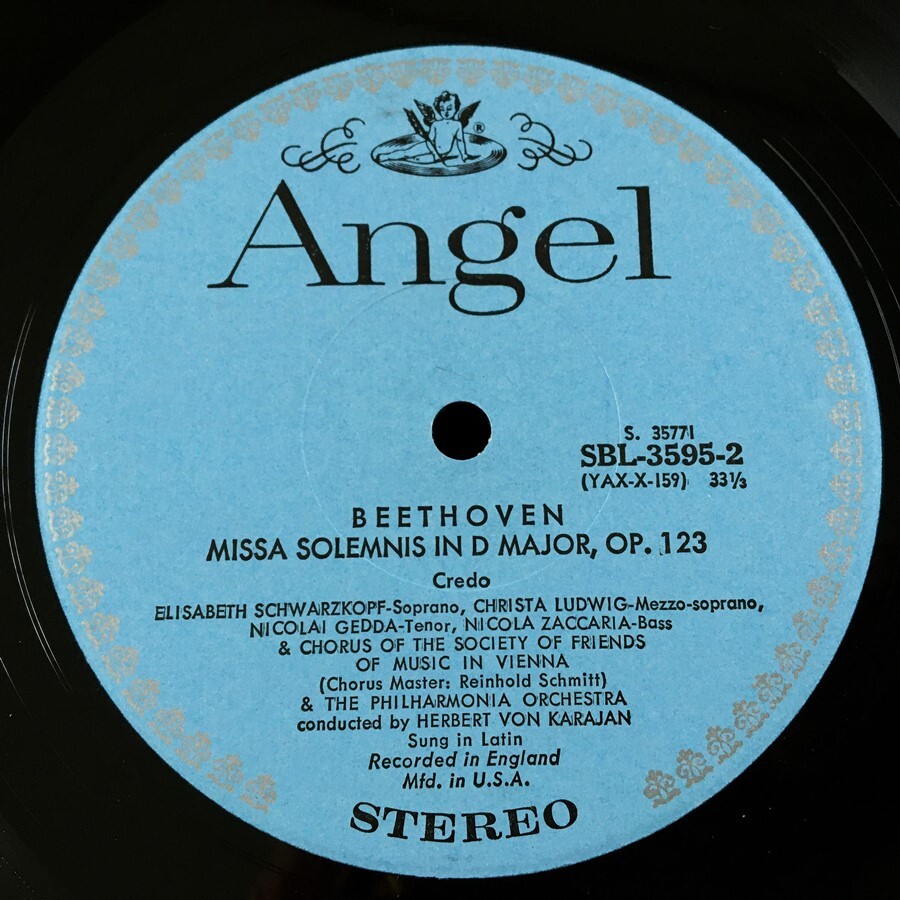 ®
Angel
S. 35771
SBL-3595-2
(YAX-X-159) 33⅓
BEETHOVEN
MISSA SOLEMNIS IN D MAJOR, OP. 123
Credo
ELISABETH SCHWARZKOPF-Soprano, CHRISTA LUDWIG-Mezzo-soprano,
NICOLAI GEDDA-Tenor, NICOLA ZACCARIA-Bass
& CHORUS OF THE SOCIETY OF FRIENDS
OF MUSIC IN VIENNA
(Chorus Master: Reinhold Schmitt)
& THE PHILHARMONIA ORCHESTRA
conducted by HERBERT VON KARAJAN
Sung in Latin
Recorded in England
Mfd. in U.S.A.
STEREO